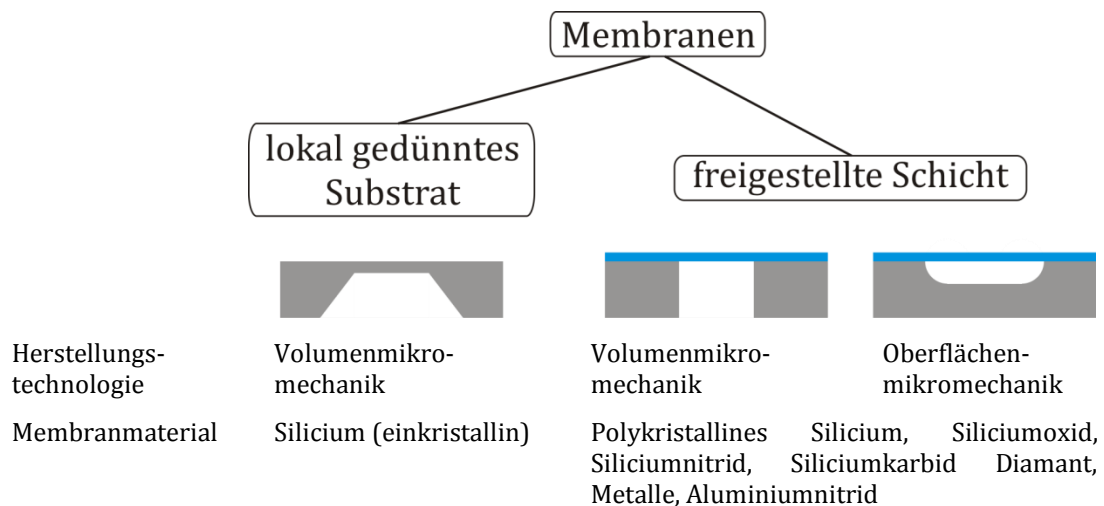 Membranen
lokal gedünntes
Substrat
freigestellte Schicht
Herstellungs-
technologie
Volumenmikro-
mechanik
Volumenmikro-
mechanik
Oberflächen-
mikromechanik
Membranmaterial
Silicium (einkristallin)
Polykristallines Silicium, Siliciumoxid,
Siliciumnitrid, Siliciumkarbid Diamant,
Metalle, Aluminiumnitrid